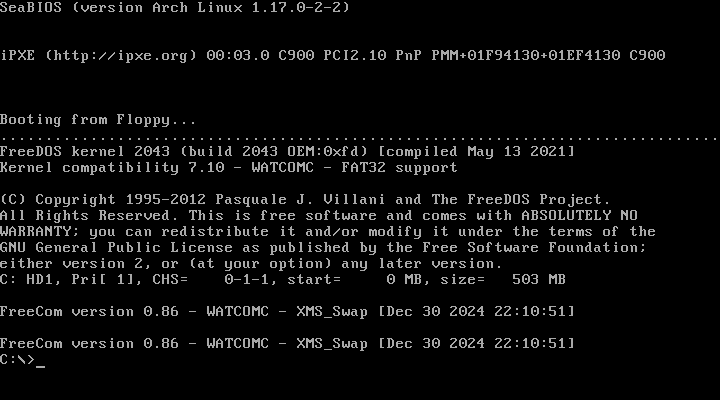 SeaBIOS (version Arch Linux 1.17.0-2-2)
iPXE (http://ipxe.org) 00:03.0 C900 PCI2.10 PnP PMM+01F94130+01EF4130 C900
Booting from Floppy...
................................................................................
FreeDOS kernel 2043 (build 2043 OEM:0xfd) [compiled May 13 2021]
Kernel compatibility 7.10 - WATCOMC - FAT32 support
(C) Copyright 1995-2012 Pasquale J. Villani and The FreeDOS Project.
All Rights Reserved. This is free software and comes with ABSOLUTELY NO
WARRANTY; you can redistribute it and/or modify it under the terms of the
GNU General Public License as published by the Free Software Foundation;
either version 2, or (at your option) any later version.
C: HD1, Pri[ 1], CHS=    0-1-1, start=     0 MB, size=   503 MB
FreeCom version 0.86 - WATCOMC - XMS_Swap [Dec 30 2024 22:10:51]
FreeCom version 0.86 - WATCOMC - XMS_Swap [Dec 30 2024 22:10:51]
C:\>_